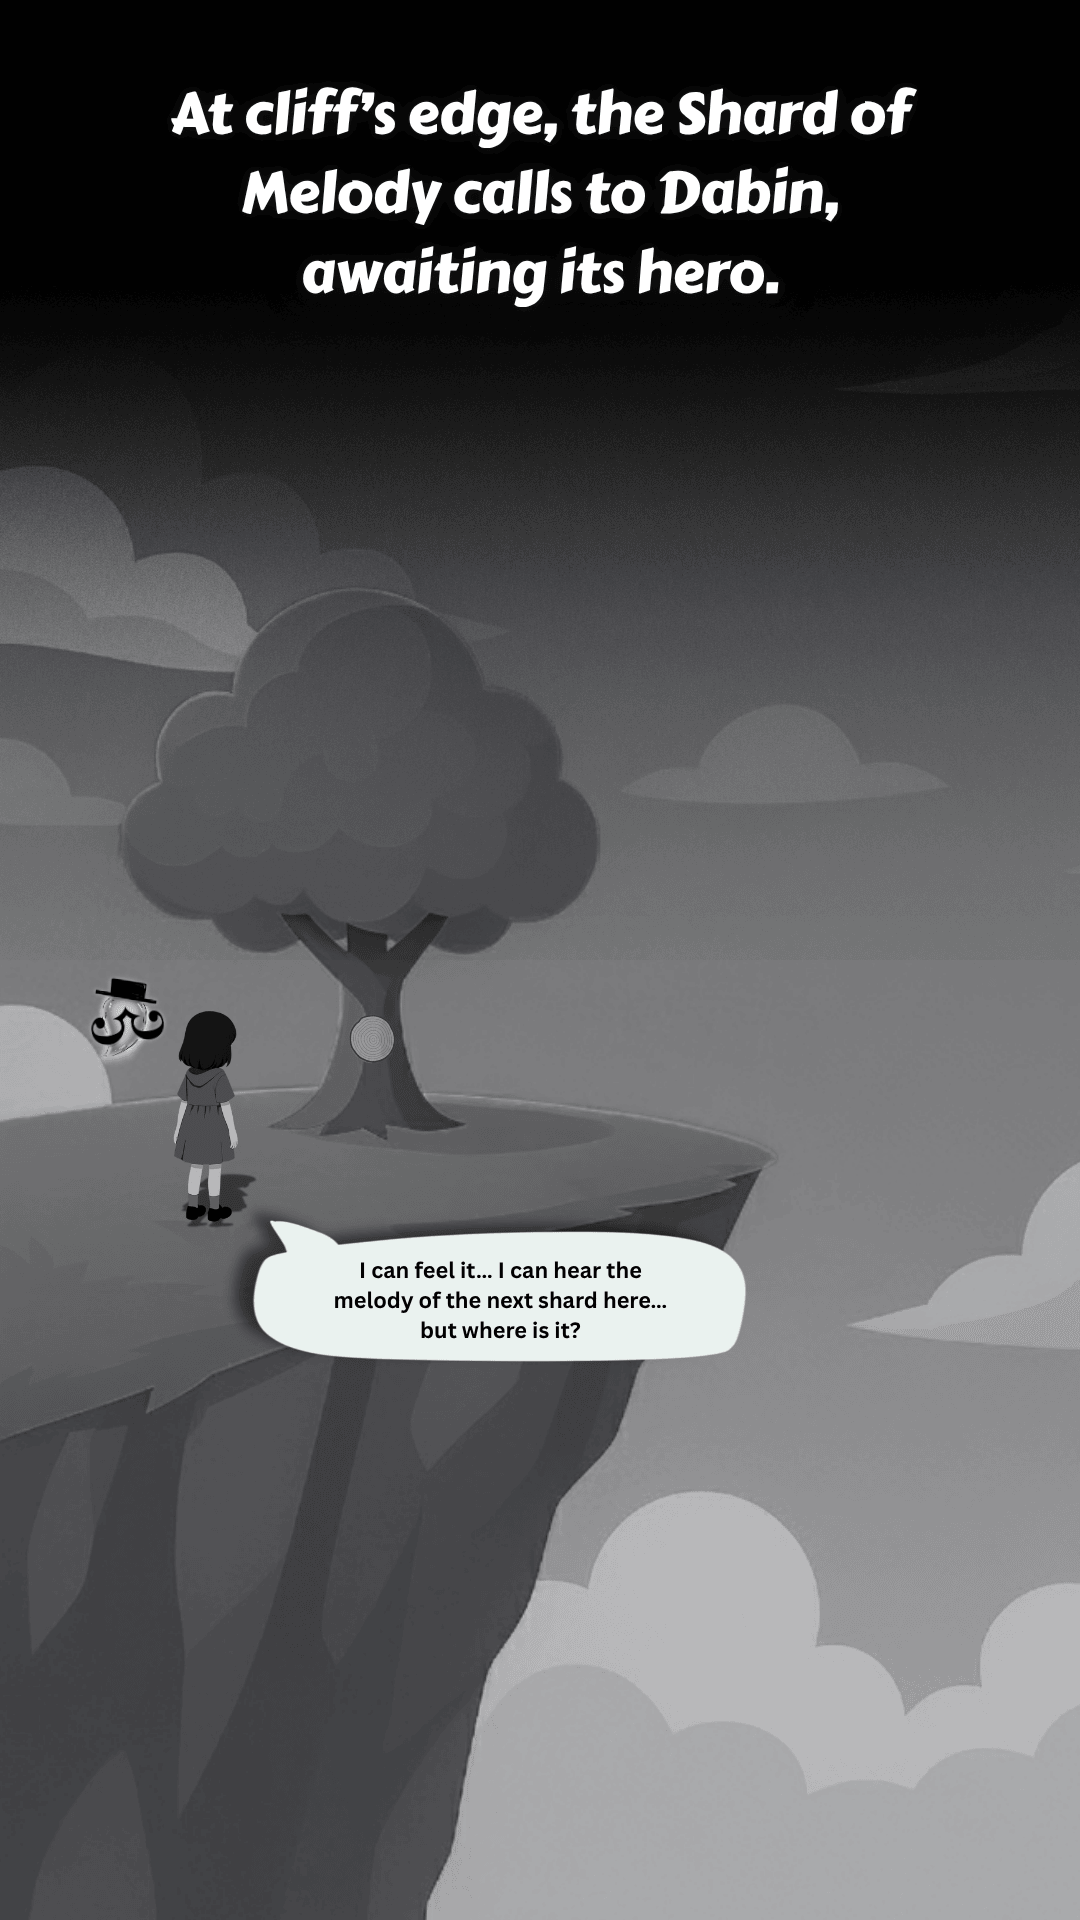 At cliff’s edge, the Shard of
Melody calls to Dabin,
awaiting its hero.
I can feel it... I can hear the
melody of the next shard here...
but where is it?